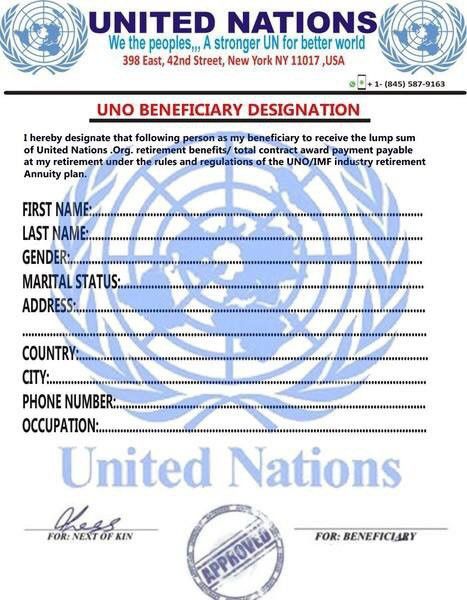 UNITED NATIONS
We the peoples,,, A stronger UN for better world
398 East, 42nd Street, New York NY 11017 ,USA
+ 1- (845) 587-9163
UNO BENEFICIARY DESIGNATION
I hereby designate that following person as my beneficiary to receive the lump sum
of United Nations .Org. retirement benefits/ total contract award payment payable
at my retirement under the rules and regulations of the UNO/IMF industry retirement
Annuity plan.
FIRST NAME:
LAST NAME:
GENDER:
MARITAL STATUS:
ADDRESS:
COUNTRY:
CITY:
PHONE NUMBER:
OCCUPATION:
United Nations
FOR: NEXT OF KIN
APPROVED
FOR: BENEFICIARY